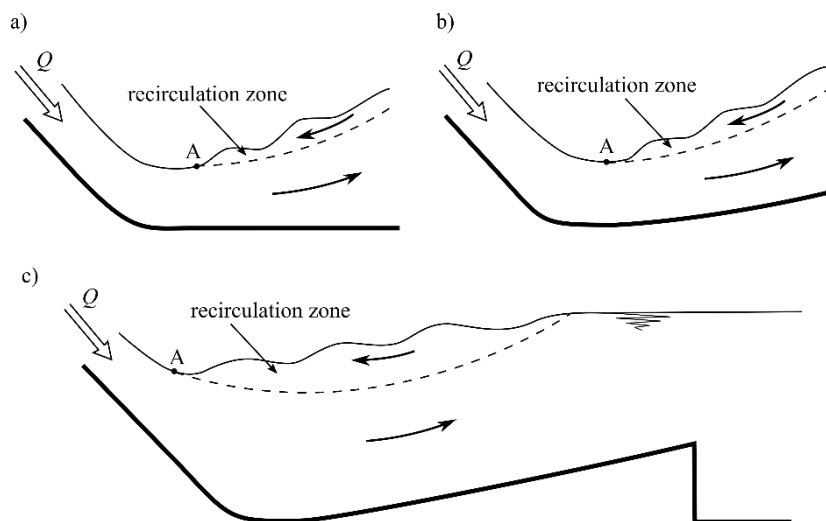 a)
Q
recirculation zone
A
b)
Q
recirculation zone
A
c)
Q
recirculation zone
A